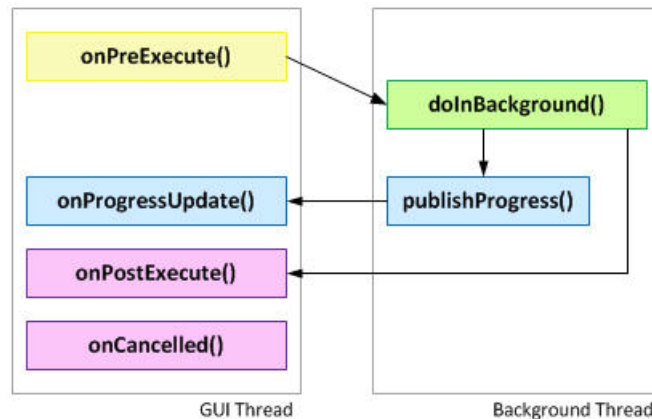 onPreExecute()
doInBackground()
onProgressUpdate()
publishProgress()
onPostExecute()
onCancelled()
GUI Thread
Background Thread